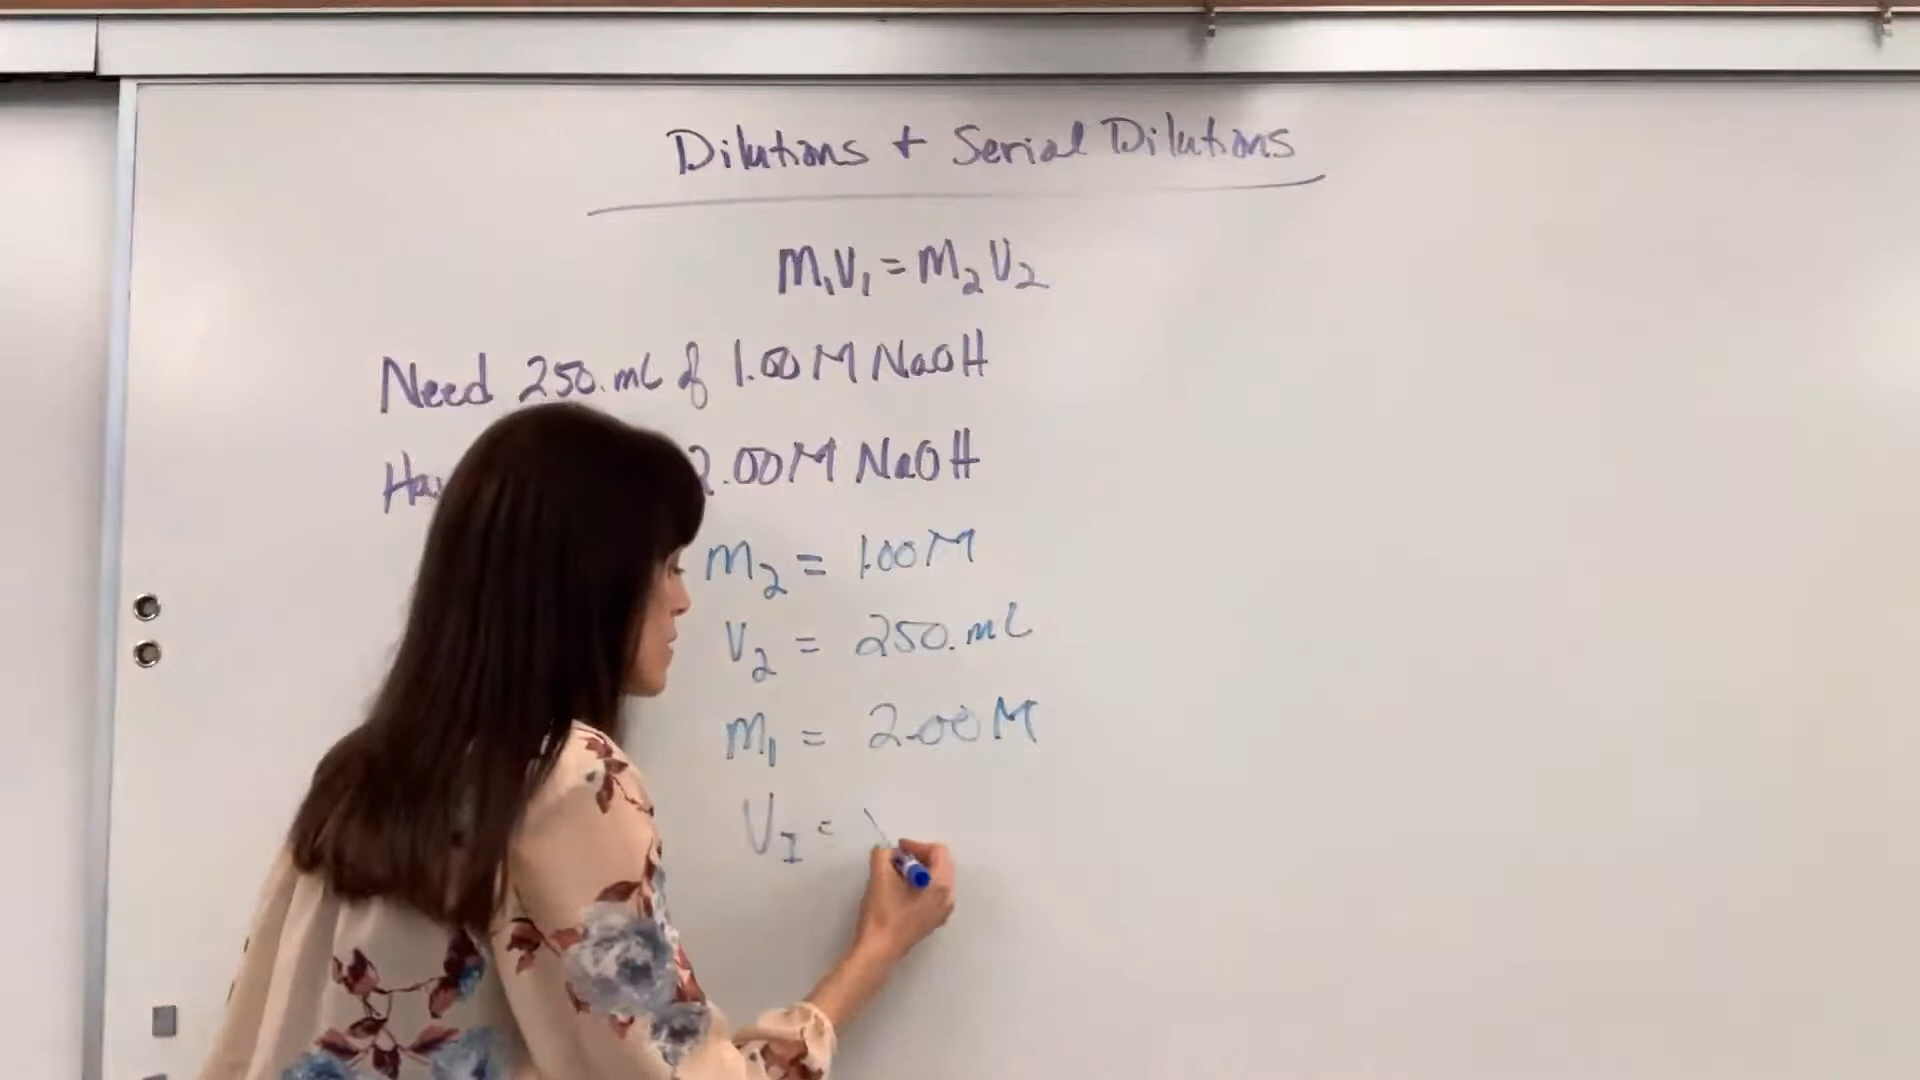 Dilutions + Serial Dilutions
M₁V₁ = M₂V₂
Need 250. mL of 1.00 M NaOH
2.00 M NaOH
M₂ = 1.00 M
V₂ = 250. mL
M₁ = 2.00 M
V₁ =